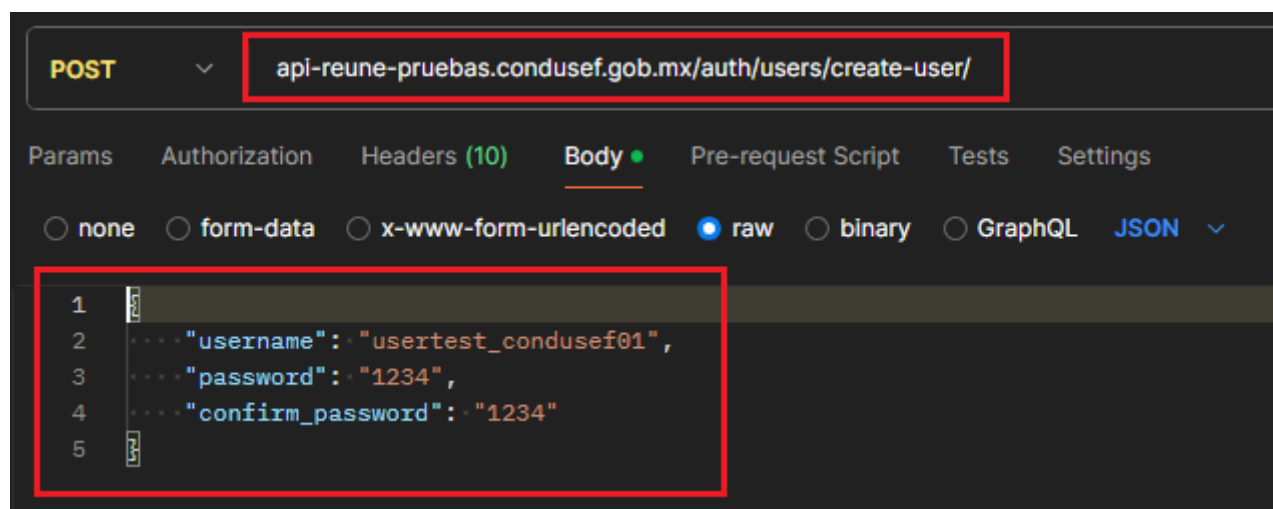 POST api-reune-pruebas.condusef.gob.mx/auth/users/create-user/
Params Authorization Headers (10) Body Pre-request Script Tests Settings
none form-data x-www-form-urlencoded raw binary GraphQL JSON
1 {
2 "username": "usertest_condusef01",
3 "password": "1234",
4 "confirm_password": "1234"
5 }